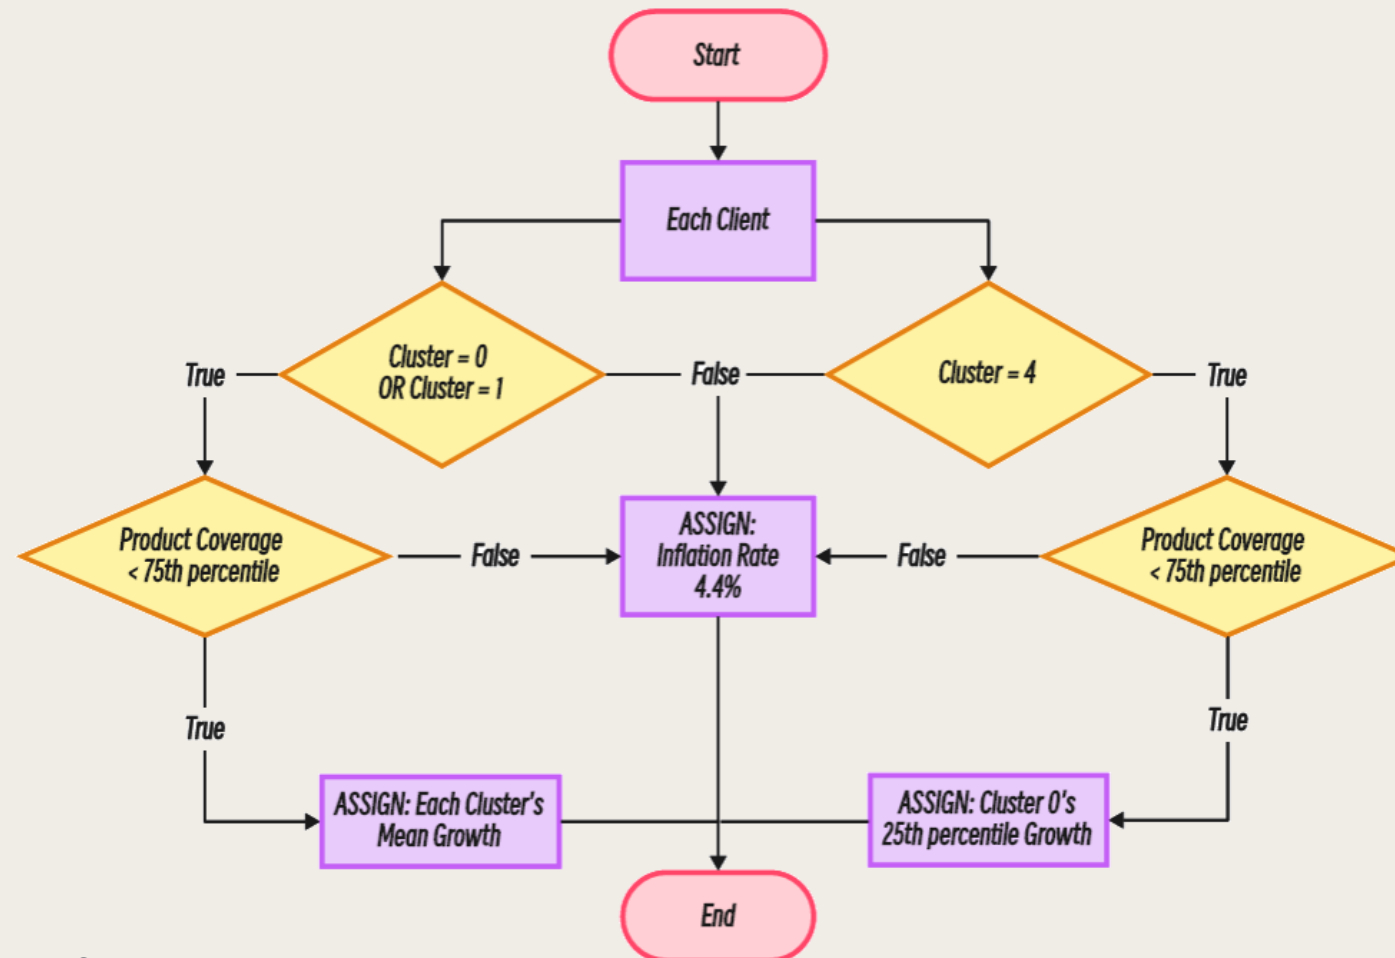 Start
Each Client
Cluster = 0
OR Cluster = 1
Cluster = 4
True
False
True
Product Coverage
< 75th percentile
False
ASSIGN:
Inflation Rate
4.4%
False
Product Coverage
< 75th percentile
True
True
ASSIGN: Each Cluster's
Mean Growth
ASSIGN: Cluster 0's
25th percentile Growth
End